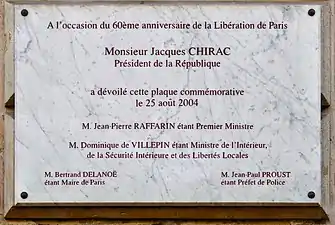 A l'occasion du 60ème anniversaire de la Libération de Paris
Monsieur Jacques CHIRAC
Président de la République
a dévoilé cette plaque commémorative
le 25 août 2004
M. Jean-Pierre RAFFARIN étant Premier Ministre
M. Dominique de VILLEPIN étant Ministre de l'Intérieur,
de la Sécurité Intérieure et des Libertés Locales
M. Bertrand DELANOË
étant Maire de Paris
M. Jean-Paul PROUST
étant Préfet de Police